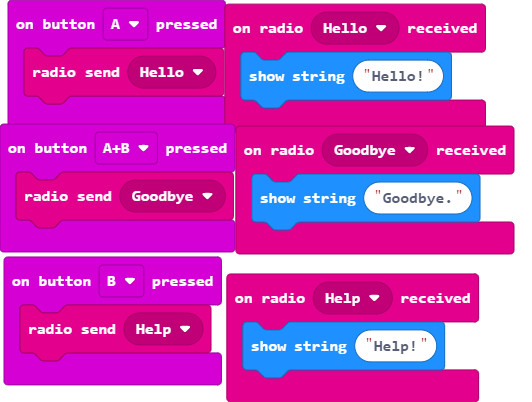 on button A pressed
radio send Hello
on radio Hello received
show string "Hello!"
on button A+B pressed
radio send Goodbye
on radio Goodbye received
show string "Goodbye."
on button B pressed
radio send Help
on radio Help received
show string "Help!"